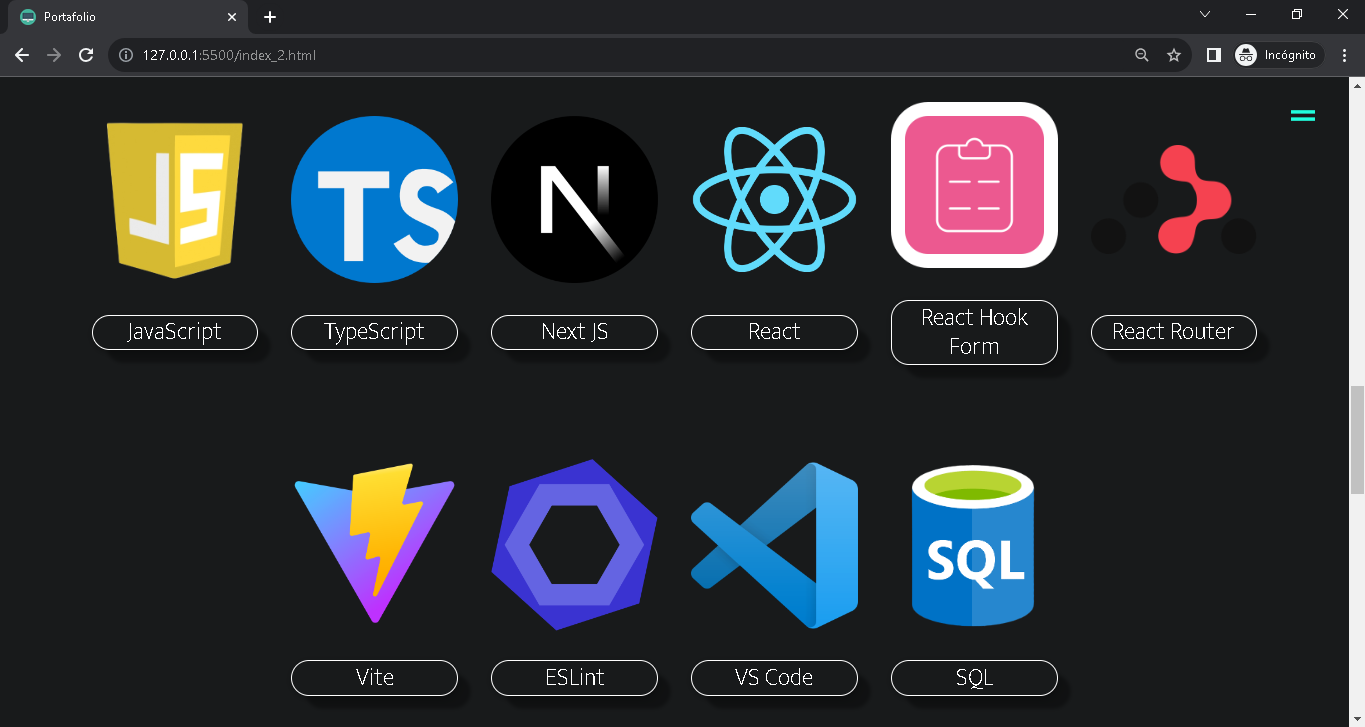 Portafolio
127.0.0.1:5500/index_2.html
Incógnito
JS
TS
N
JavaScript
TypeScript
Next JS
React
React Hook
Form
React Router
SQL
Vite
ESLint
VS Code
SQL